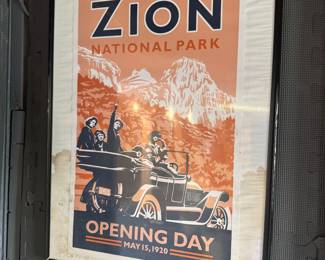 ZION
NATIONAL PARK
OPENING DAY
MAY 15, 1920